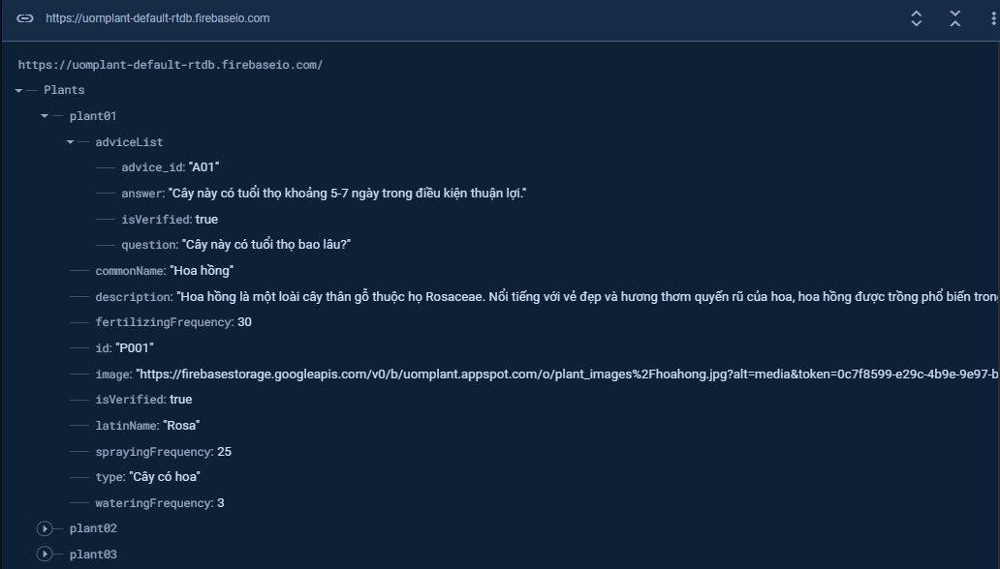 https://uomplant-default-rtdb.firebaseio.com
https://uomplant-default-rtdb.firebaseio.com/
Plants
plant01
adviceList
advice_id: "A01"
answer: "Cây này có tuổi thọ khoảng 5-7 ngày trong điều kiện thuận lợi."
isVerified: true
question: "Cây này có tuổi thọ bao lâu?"
commonName: "Hoa hồng"
description: "Hoa hồng là một loài cây thân gỗ thuộc họ Rosaceae. Nổi tiếng với vẻ đẹp và hương thơm quyến rũ của hoa, hoa hồng được trồng phổ biến tron
fertilizingFrequency: 30
id: "P001"
image: "https://firebasestorage.googleapis.com/v0/b/uomplant.appspot.com/o/plant_images%2Fhoahong.jpg?alt=media&token=0c7f8599-e29c-4b9e-9e97-b
isVerified: true
latinName: "Rosa"
sprayingFrequency: 25
type: "Cây có hoa"
wateringFrequency: 3
plant02
plant03